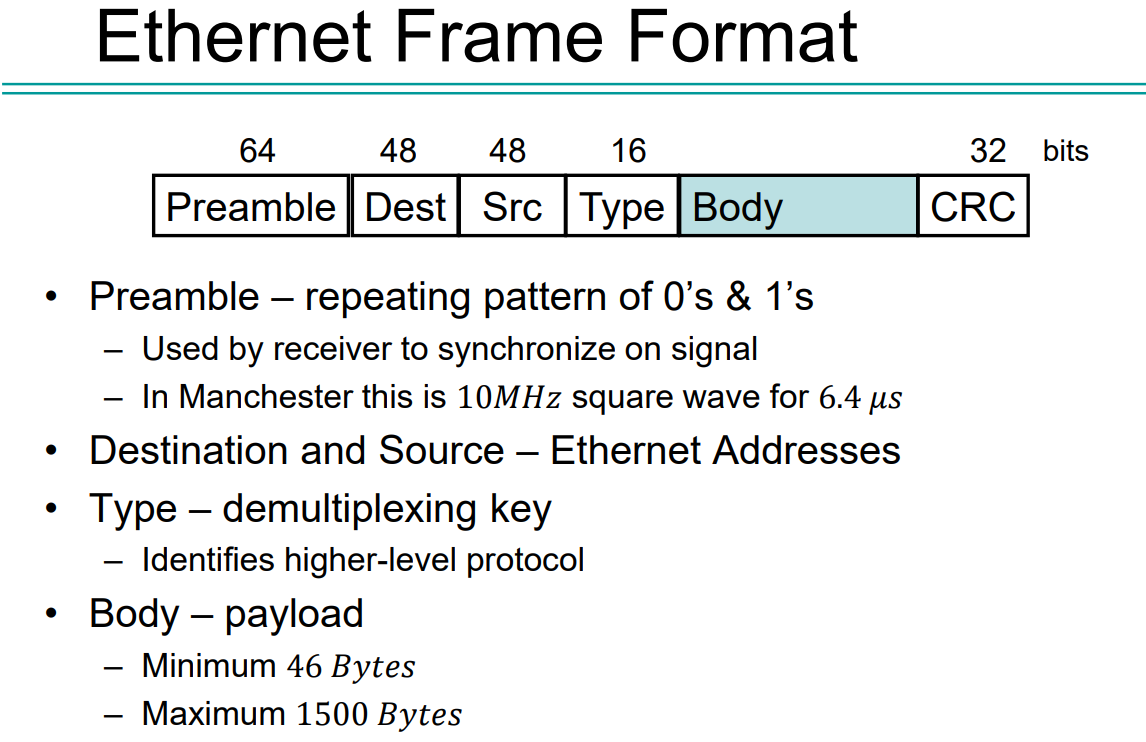 Ethernet Frame Format
64 48 48 16 32 bits
Preamble Dest Src Type Body CRC
• Preamble – repeating pattern of 0’s & 1’s
– Used by receiver to synchronize on signal
– In Manchester this is 10MHz square wave for 6.4 μs
• Destination and Source – Ethernet Addresses
• Type – demultiplexing key
– Identifies higher-level protocol
• Body – payload
– Minimum 46 Bytes
– Maximum 1500 Bytes